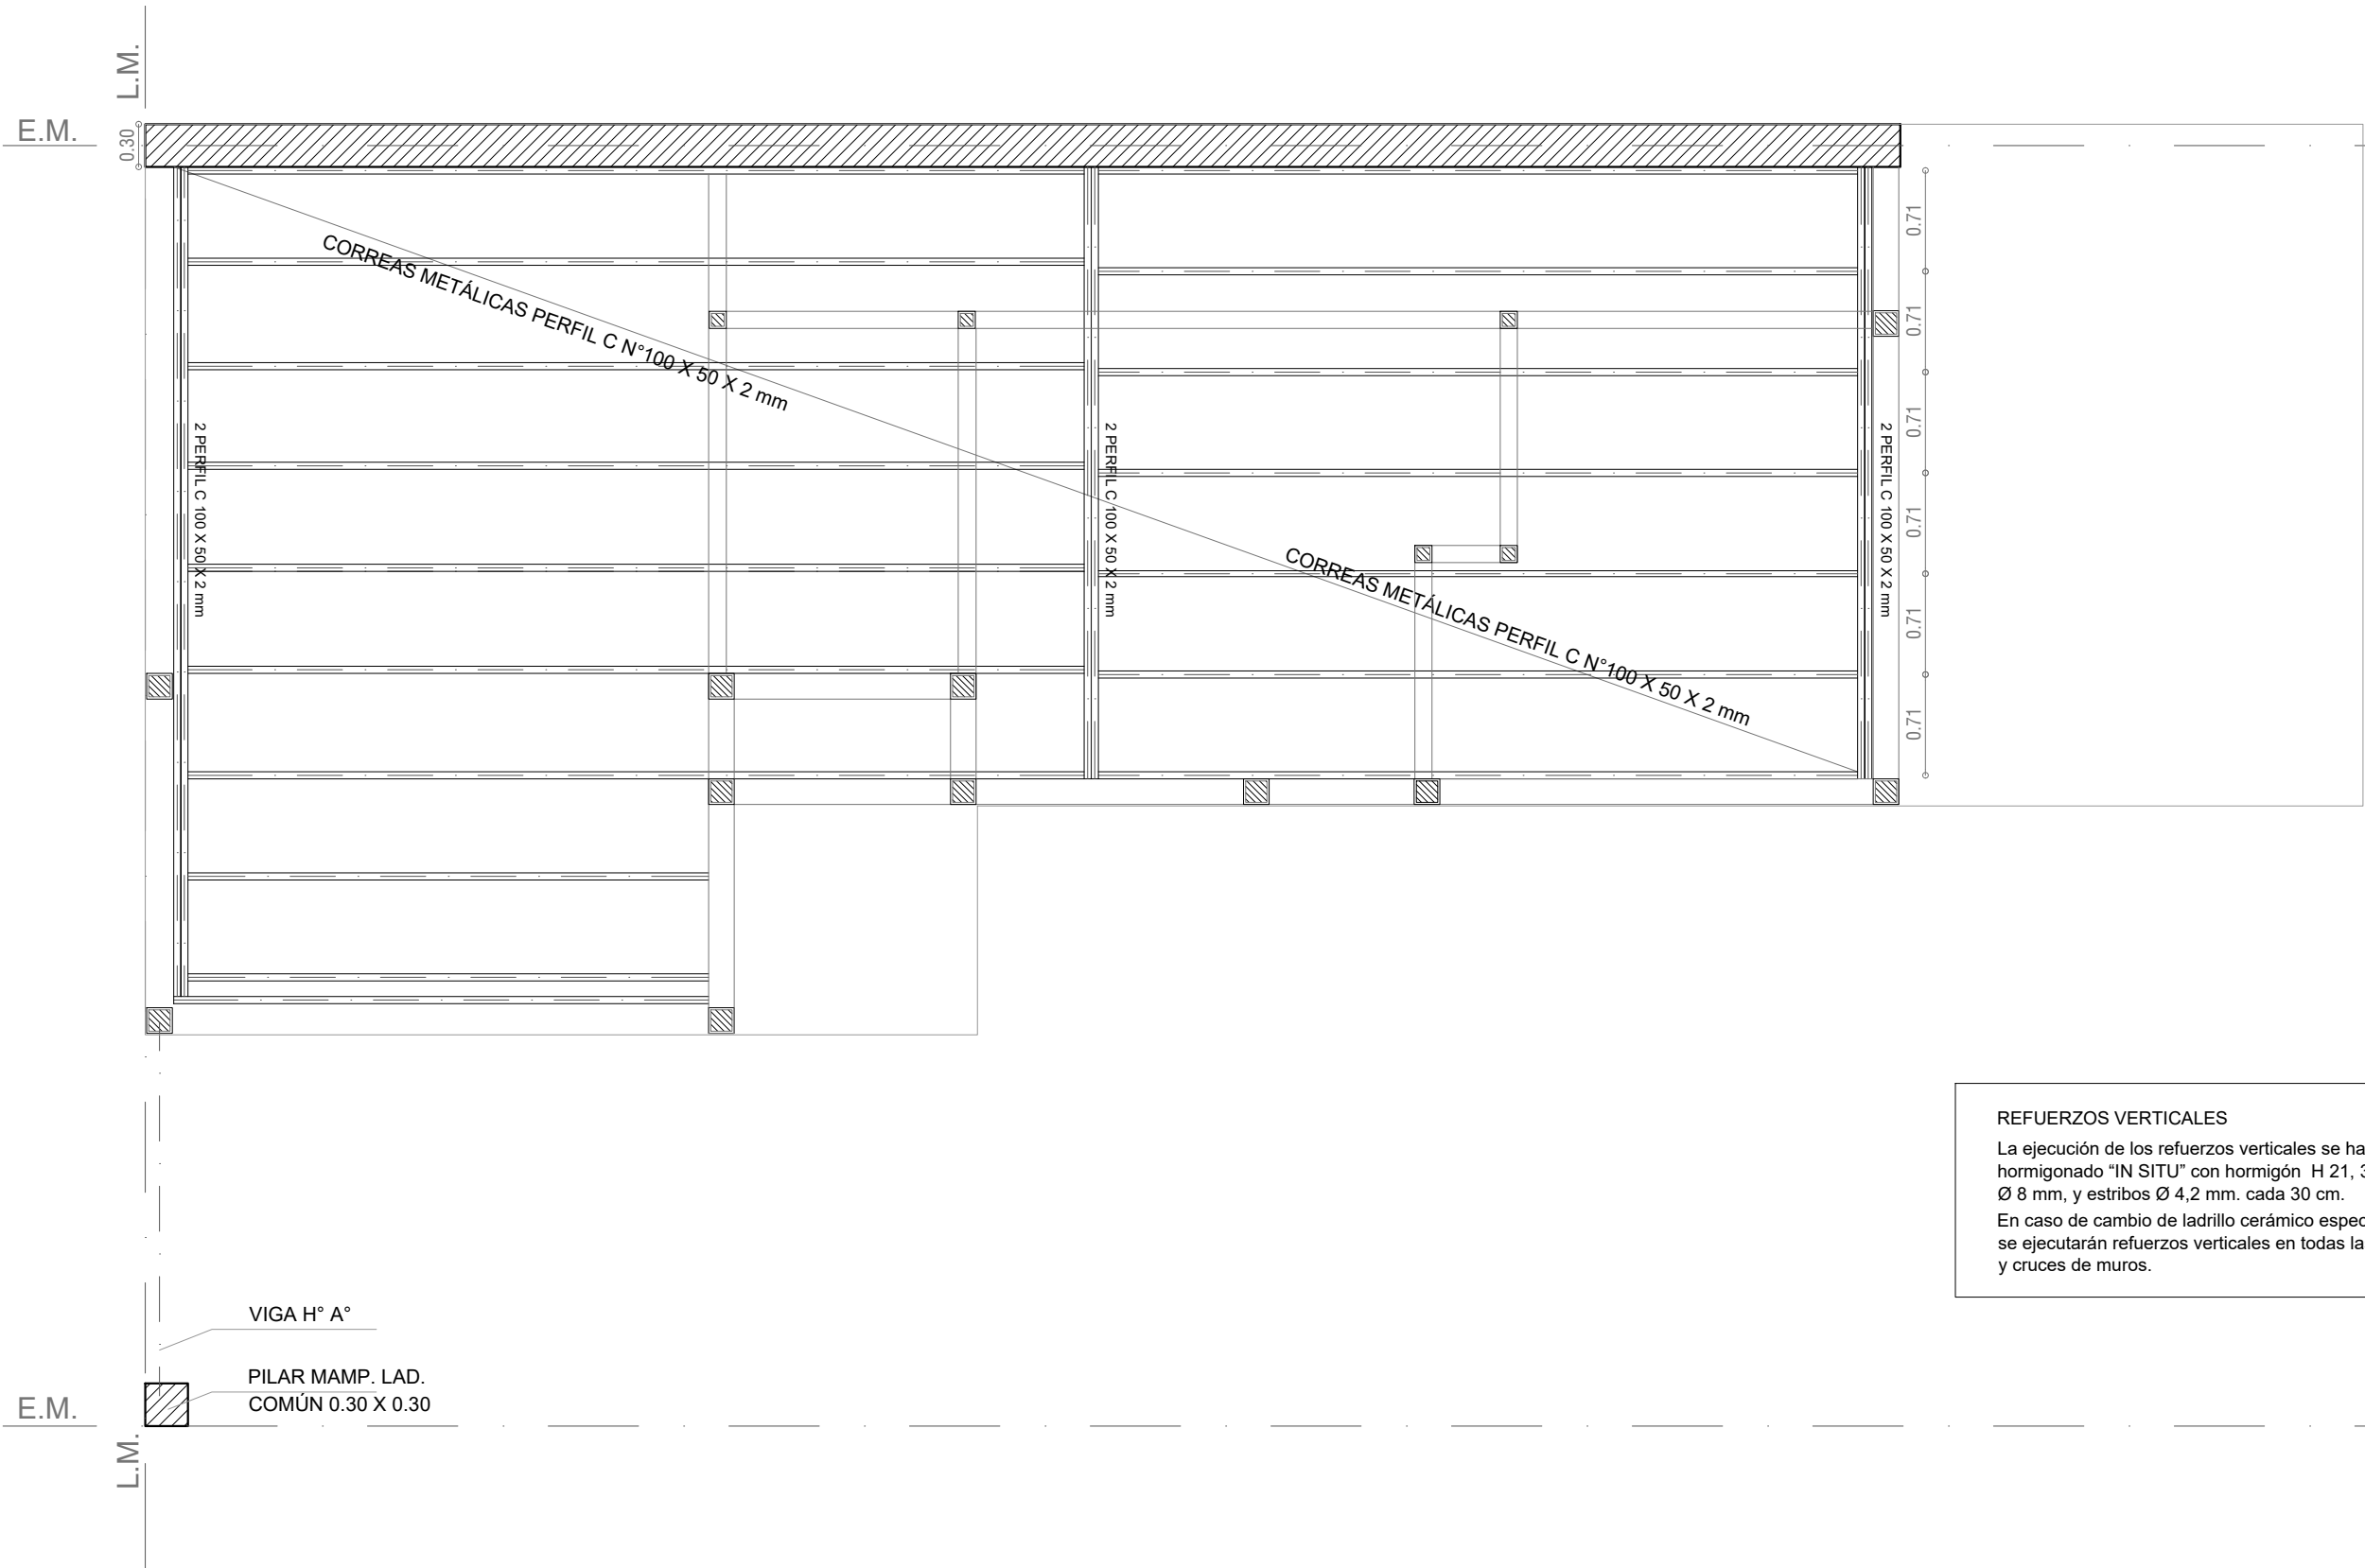 L.M.
E.M.
0.30
CORREAS METÁLICAS PERFIL C N°100 X 50 X 2 mm
2 PERFIL C 100 X 50 X 2 mm
2 PERFIL C 100 X 50 X 2 mm
CORREAS METÁLICAS PERFIL C N°100 X 50 X 2 mm
2 PERFIL C 100 X 50 X 2 mm
0.71
0.71
0.71
0.71
0.71
0.71
REFUERZOS VERTICALES
La ejecución de los refuerzos verticales se ha
hormigonado “IN SITU” con hormigón H 21, 3
Ø 8 mm, y estribos Ø 4,2 mm. cada 30 cm.
En caso de cambio de ladrillo cerámico espec
se ejecutarán refuerzos verticales en todas la
y cruces de muros.
VIGA H° A°
PILAR MAMP. LAD.
COMÚN 0.30 X 0.30
E.M.
L.M.